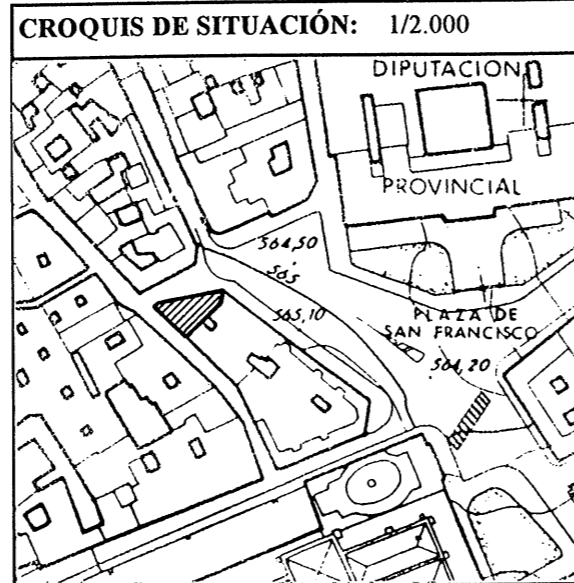 CROQUIS DE SITUACIÓN: 1/2.000
DIPUTACION
PROVINCIAL
564,50
565
565,10
PLAZA DE
SAN FRANCISCO
564,20